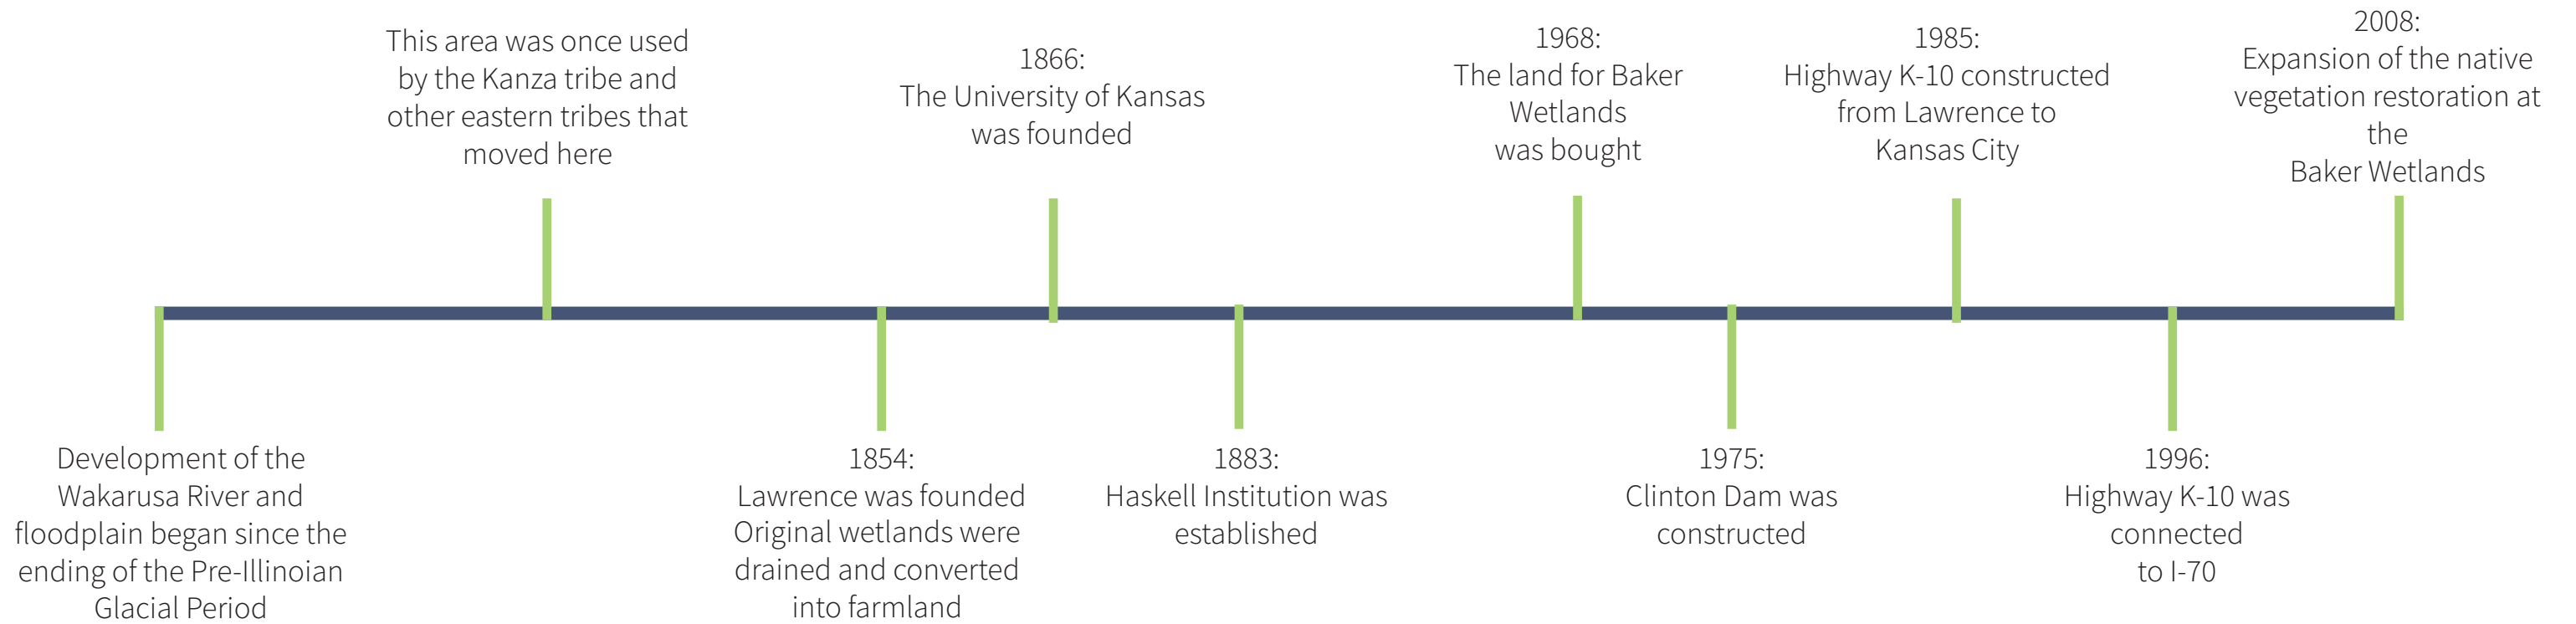 Development of the
Wakarusa River and
floodplain began since the
ending of the Pre-Illinoian
Glacial Period
This area was once used
by the Kanza tribe and
other eastern tribes that
moved here
1854:
Lawrence was founded
Original wetlands were
drained and converted
into farmland
1866:
The University of Kansas
was founded
1883:
Haskell Institution was
established
1968:
The land for Baker
Wetlands
was bought
1975:
Clinton Dam was
constructed
1985:
Highway K-10 constructed
from Lawrence to
Kansas City
1996:
Highway K-10 was
connected
to I-70
2008:
Expansion of the native
vegetation restoration at
the
Baker Wetlands